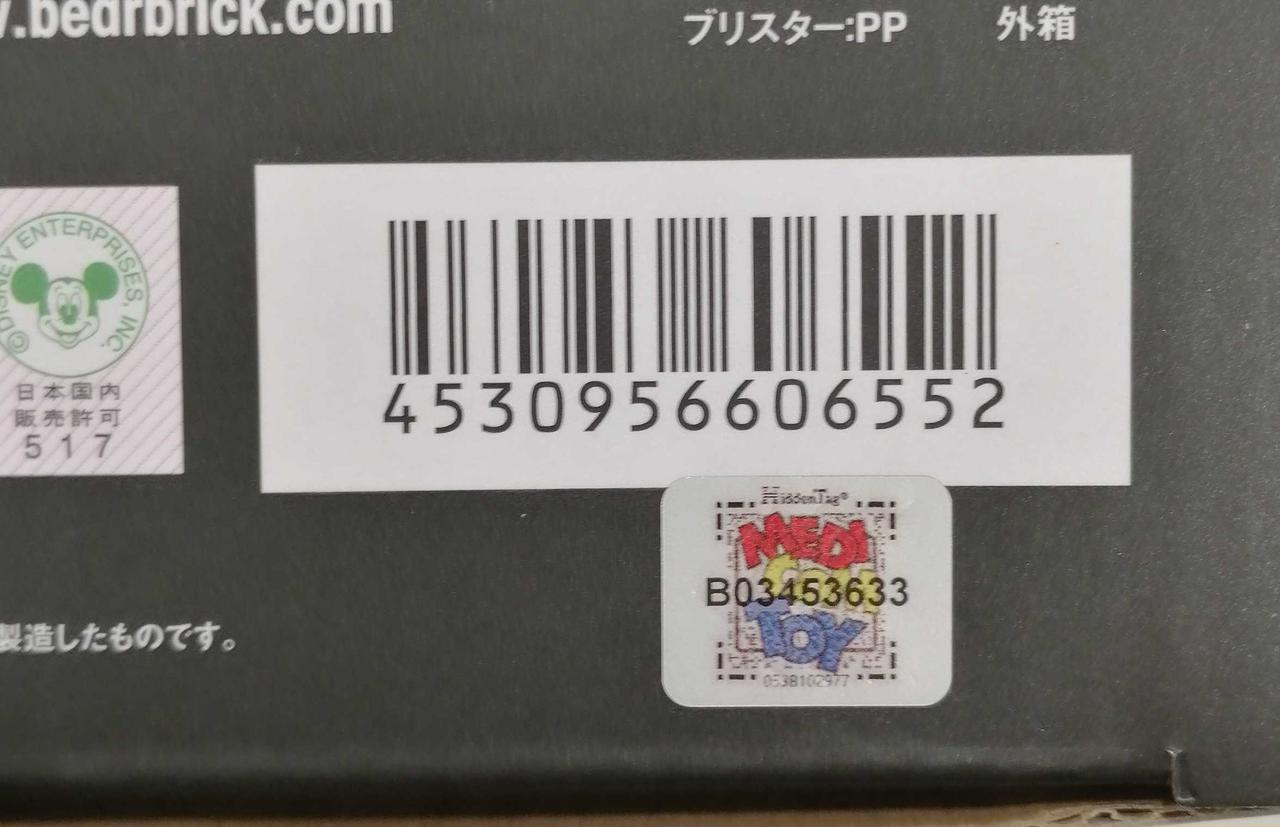 w.bearbrick.com
ブリスター:PP 外箱
©DISNEY ENTERPRISES, INC.
日本国内
販売許可
517
4530956606552
HiddenTag®
MEDI
COM
TOY
B03453633
0538102977
製造したものです。